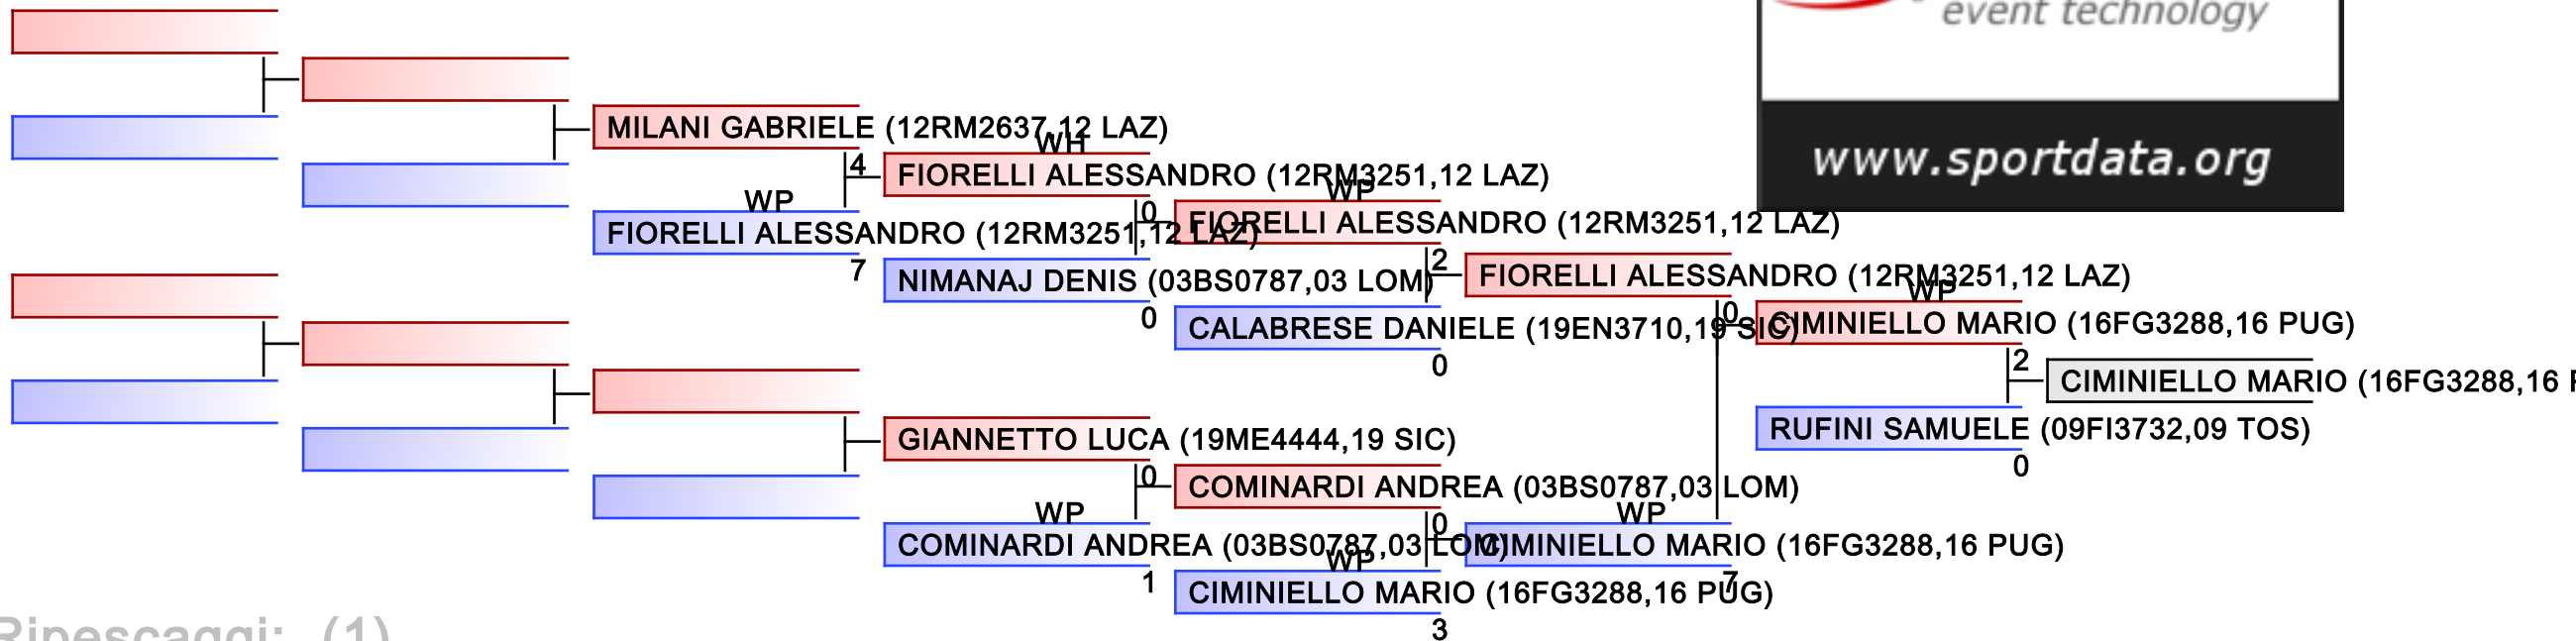 event technology
www.sportdata.org
MILANI GABRIELE (12RM2637,12 LAZ)
4
WP
FIORELLI ALESSANDRO (12RM3251,12 LAZ)
7
WH
FIORELLI ALESSANDRO (12RM3251,12 LAZ)
0
NIMANAJ DENIS (03BS0787,03 LOM)
0
WP
FIORELLI ALESSANDRO (12RM3251,12 LAZ)
2
CALABRESE DANIELE (19EN3710,19 SIC)
0
FIORELLI ALESSANDRO (12RM3251,12 LAZ)
0
WP
CIMINIELLO MARIO (16FG3288,16 PUG)
2
CIMINIELLO MARIO (16FG3288,16
RUFINI SAMUELE (09FI3732,09 TOS)
0
GIANNETTO LUCA (19ME4444,19 SIC)
0
WP
COMINARDI ANDREA (03BS0787,03 LOM)
1
COMINARDI ANDREA (03BS0787,03 LOM)
0
WP
CIMINIELLO MARIO (16FG3288,16 PUG)
3
WP
CIMINIELLO MARIO (16FG3288,16 PUG)
7
Ripescaggi: (1)